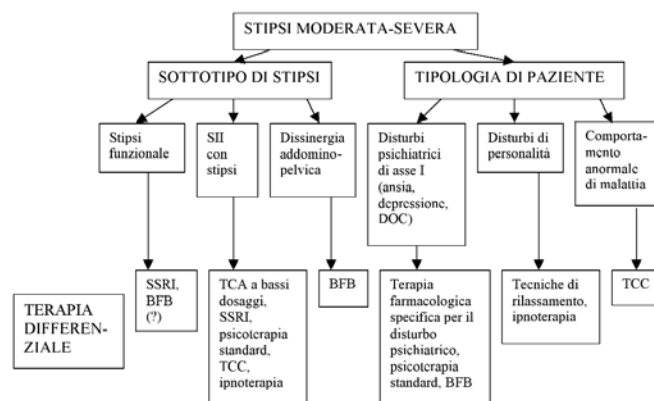 STIPSI MODERATA-SEVERA
SOTTOTIPO DI STIPSI
TIPOLOGIA DI PAZIENTE
Stipsi
funzionale
SII
con
stipsi
Dissinergia
addomino-
pelvica
Disturbi
psichiatrici
di asse I
(ansia,
depressione,
DOC)
Disturbi di
personalità
Comporta-
mento
anormale
di malattia
TERAPIA
DIFFEREN-
ZIALE
SSRI,
BFB
(?)
TCA a bassi
dosaggi,
SSRI,
psicoterapia
standard,
TCC,
ipnoterapia
BFB
Terapia
farmacologica
specifica per il
disturbo
psichiatrico,
psicoterapia
standard, BFB
Tecniche di
rilassamento,
ipnoterapia
TCC